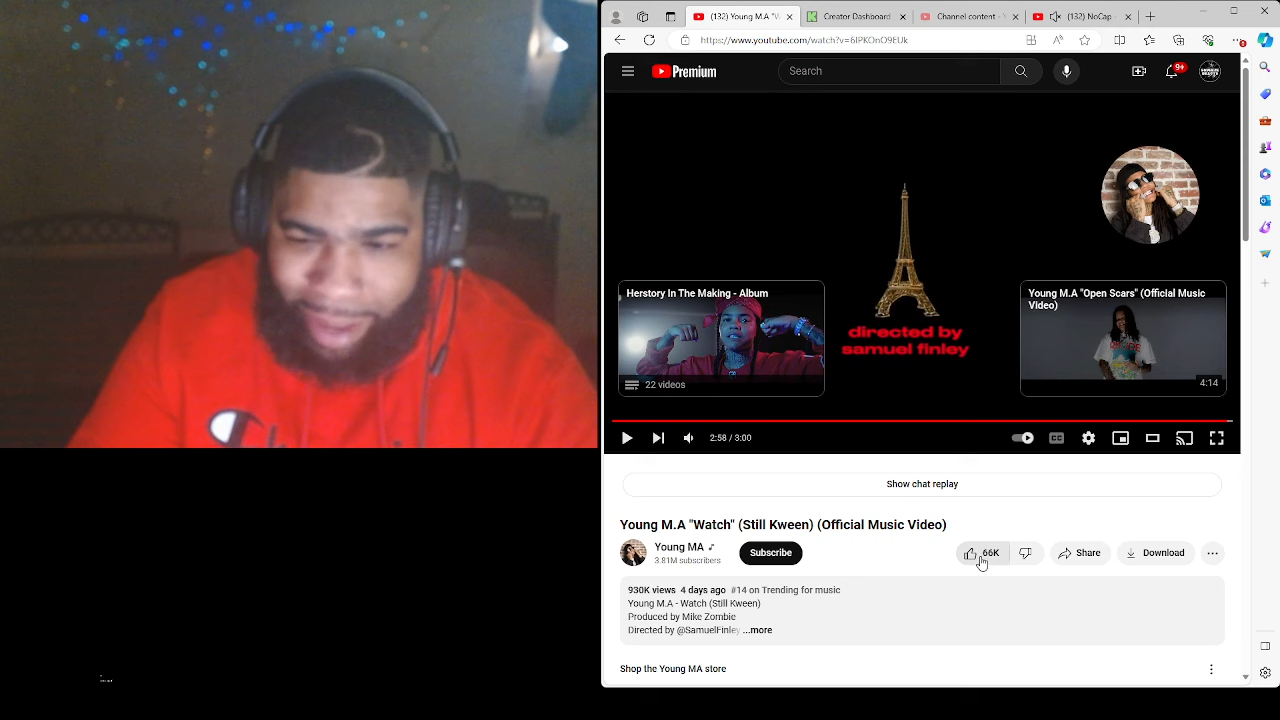 (132) Young M.A "W
Creator Dashboard
Channel content - Y
(132) NoCap -
https://www.youtube.com/watch?v=6IPKOnO9EUk
Premium
Search
9+
Herstory In The Making - Album
22 videos
directed by
samuel finley
Young M.A "Open Scars" (Official Music
Video)
4:14
2:58 / 3:00
CC
Show chat replay
Young M.A "Watch" (Still Kween) (Official Music Video)
Young MA
3.81M subscribers
Subscribe
66K
Share
Download
930K views 4 days ago #14 on Trending for music
Young M.A - Watch (Still Kween)
Produced by Mike Zombie
Directed by @SamuelFinley ...more
Shop the Young MA store